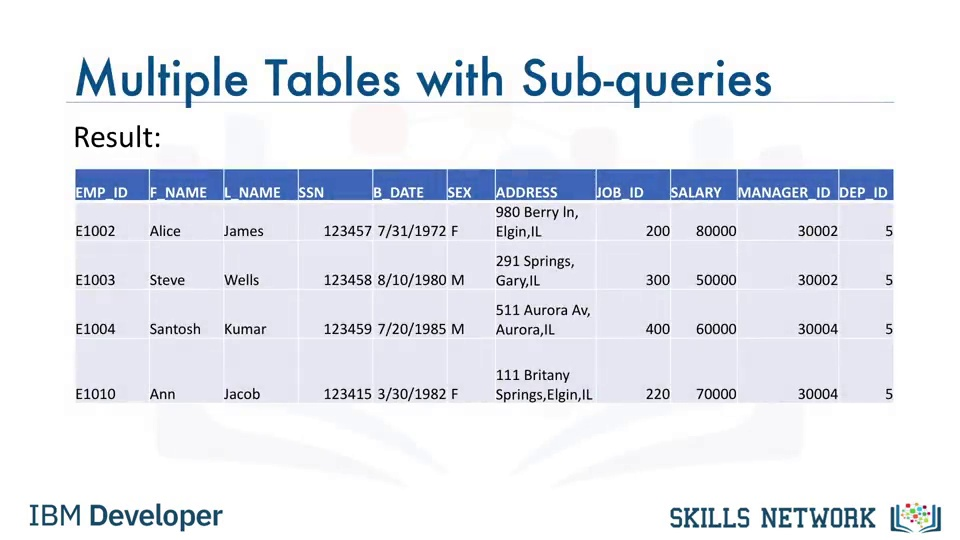 Multiple Tables with Sub-queries
Result:
EMP_ID F_NAME L_NAME SSN B_DATE SEX ADDRESS JOB_ID SALARY MANAGER_ID DEP_ID
E1002 Alice James 123457 7/31/1972 F 980 Berry ln, Elgin,IL 200 80000 30002 5
E1003 Steve Wells 123458 8/10/1980 M 291 Springs, Gary,IL 300 50000 30002 5
E1004 Santosh Kumar 123459 7/20/1985 M 511 Aurora Av, Aurora,IL 400 60000 30004 5
E1010 Ann Jacob 123415 3/30/1982 F 111 Britany Springs,Elgin,IL 220 70000 30004 5
IBM Developer
SKILLS NETWORK